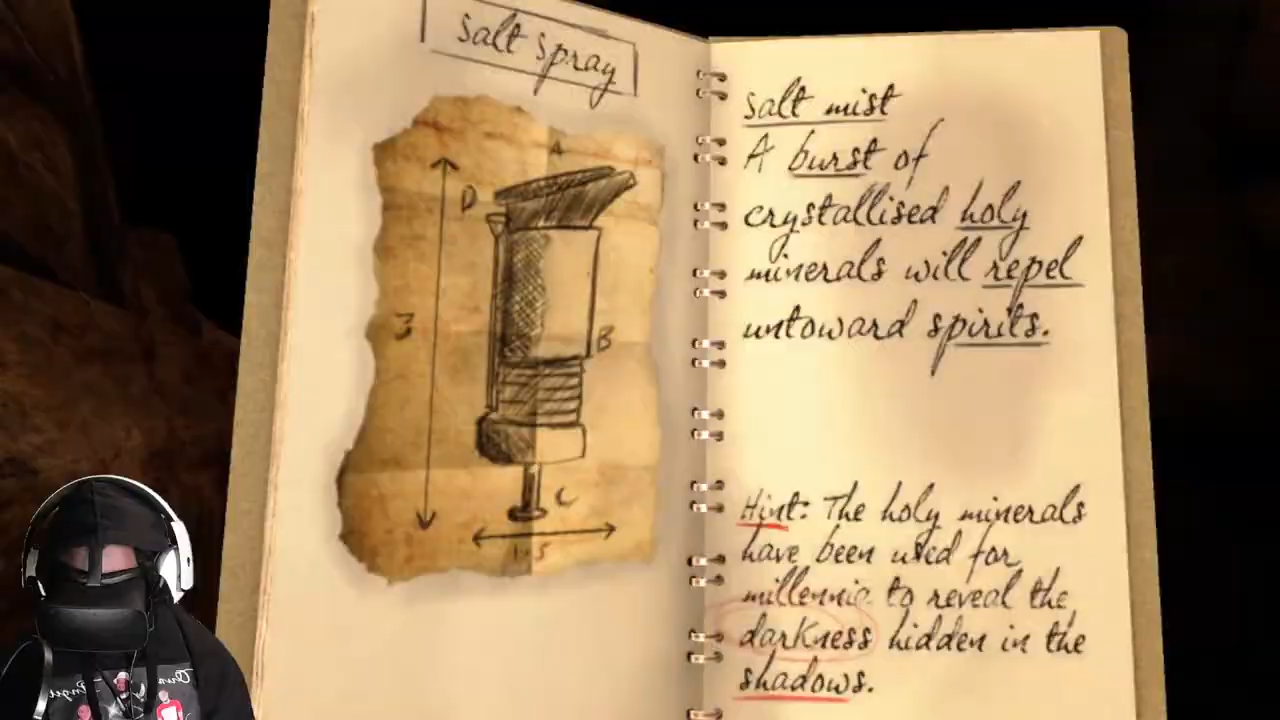 salt spray
A
D
3
B
C
1.5
salt mist
A burst of
crystallised holy
minerals will repel
untoward spirits.
Hint: The holy minerals
have been used for
millennia to reveal the
darkness hidden in the
shadows.